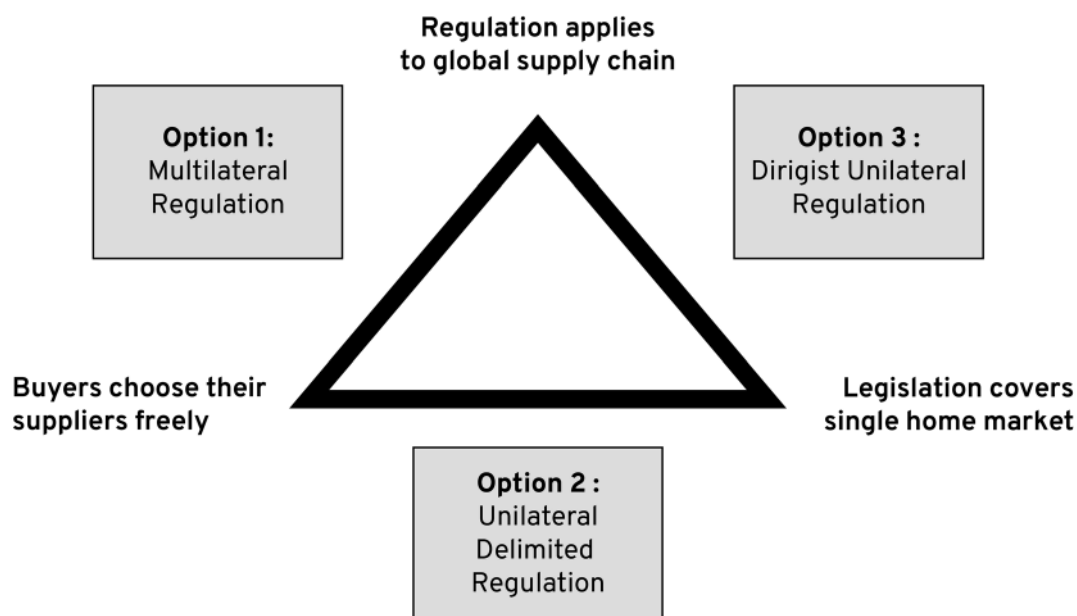 Regulation applies
to global supply chain
Option 1:
Multilateral
Regulation
Option 3 :
Dirigist Unilateral
Regulation
Buyers choose their
suppliers freely
Legislation covers
single home market
Option 2 :
Unilateral
Delimited
Regulation